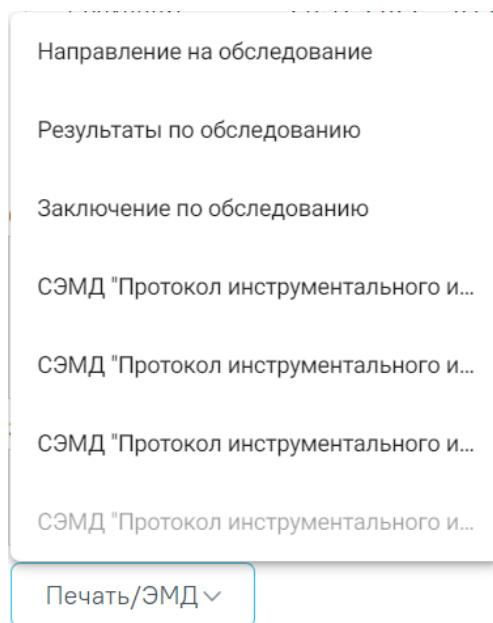 Направление на обследование
Результаты по обследованию
Заключение по обследованию
СЭМД "Протокол инструментального и...
СЭМД "Протокол инструментального и...
СЭМД "Протокол инструментального и...
СЭМД "Протокол инструментального и...
Печать/ЭМД